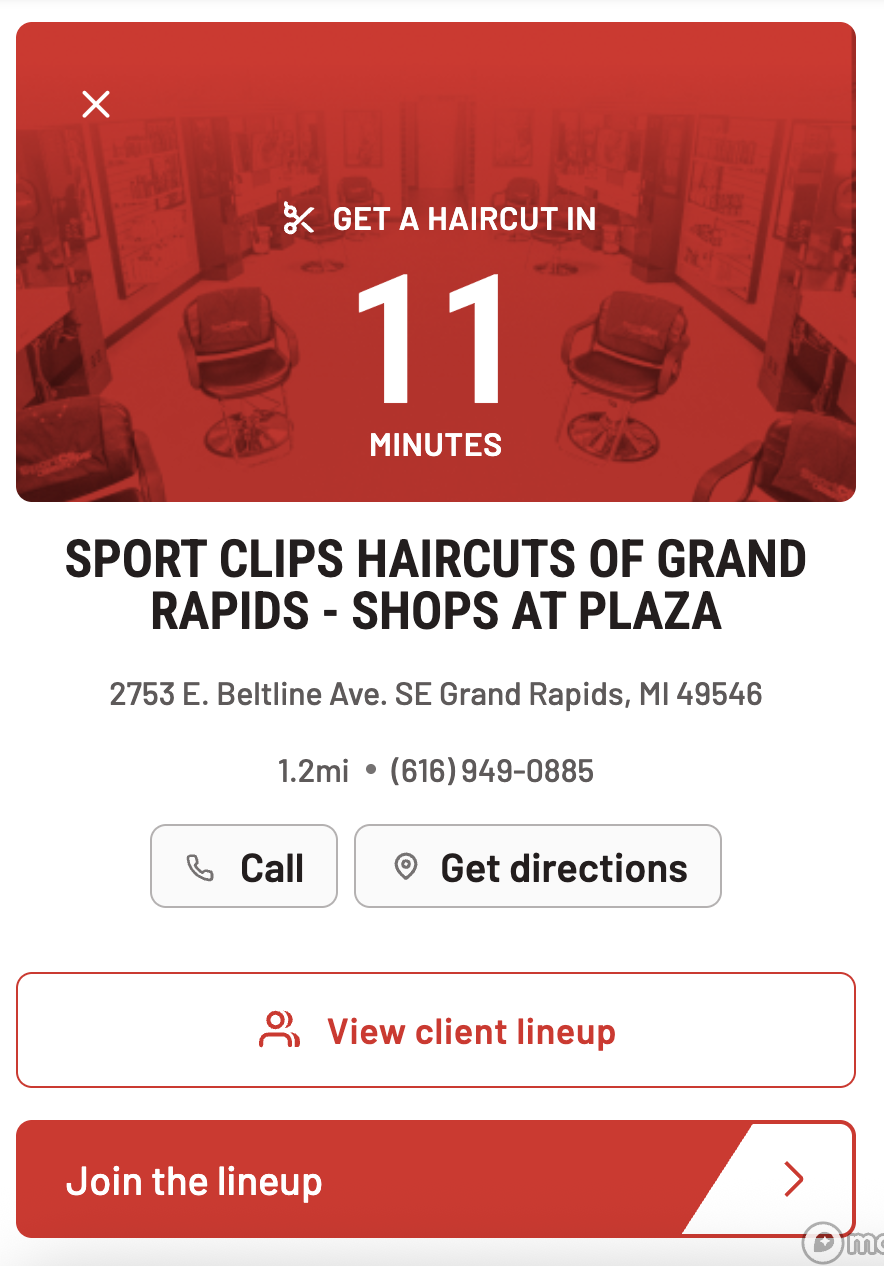 GET A HAIRCUT IN
11
MINUTES
SPORT CLIPS HAIRCUTS OF GRAND
RAPIDS - SHOPS AT PLAZA
2753 E. Beltline Ave. SE Grand Rapids, MI 49546
1.2mi • (616) 949-0885
Call
Get directions
View client lineup
Join the lineup